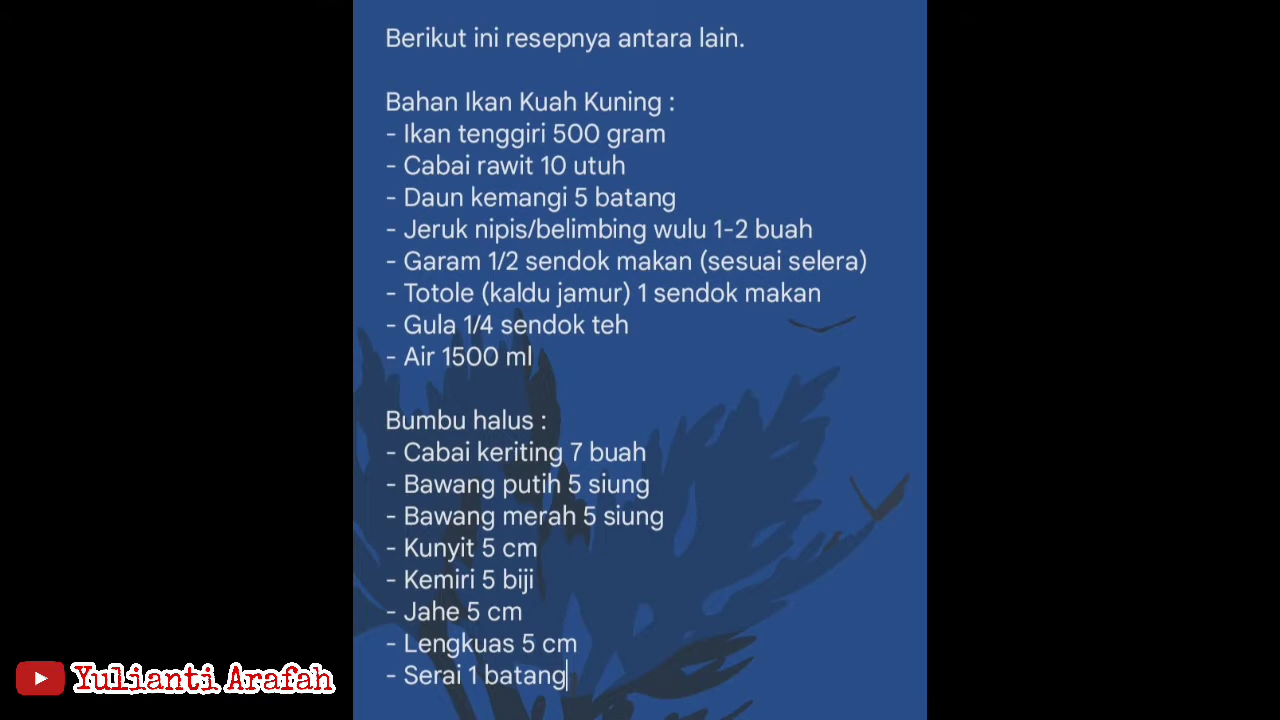 Berikut ini resepnya antara lain.
Bahan Ikan Kuah Kuning :
- Ikan tenggiri 500 gram
- Cabai rawit 10 utuh
- Daun kemangi 5 batang
- Jeruk nipis/belimbing wulu 1-2 buah
- Garam 1/2 sendok makan (sesuai selera)
- Totole (kaldu jamur) 1 sendok makan
- Gula 1/4 sendok teh
- Air 1500 ml
Bumbu halus :
- Cabai keriting 7 buah
- Bawang putih 5 siung
- Bawang merah 5 siung
- Kunyit 5 cm
- Kemiri 5 biji
- Jahe 5 cm
- Lengkuas 5 cm
- Serai 1 batang
Yulianti Arafah